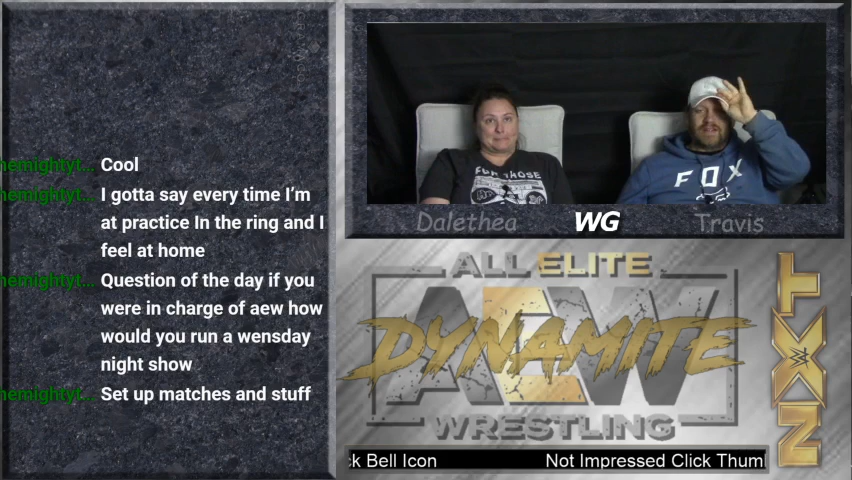 hemightyt... Cool
hemightyt... I gotta say every time I'm
at practice In the ring and I
feel at home
hemightyt... Question of the day if you
were in charge of aew how
would you run a wensday
night show
hemightyt... Set up matches and stuff
FOX
Dalethea
WG
Travis
ALL ELITE
AEW
DYNAMITE
WRESTLING
NXT
W
k Bell Icon Not Impressed Click Thum